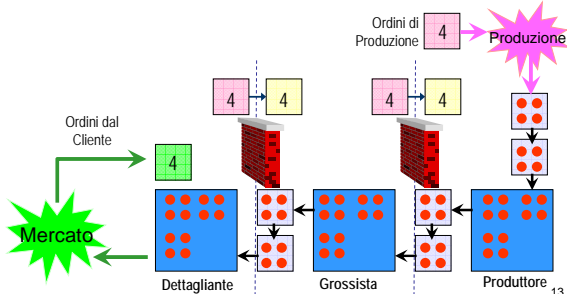 Ordini di
Produzione
4
Produzione
4
4
4
4
Ordini dal
Cliente
4
Mercato
Dettagliante
Grossista
Produttore
13